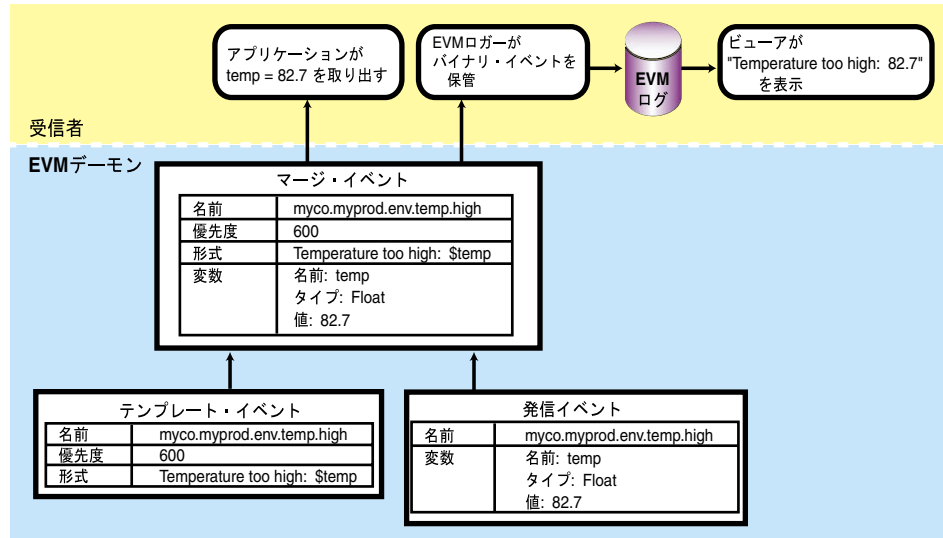 アプリケーションが
temp = 82.7 を取り出す
EVMロガーが
バイナリ・イベントを
保管
EVM
ログ
ビューアが
"Temperature too high: 82.7"
を表示
受信者
EVMデーモン
マージ・イベント
名前 myco.myprod.env.temp.high
優先度 600
形式 Temperature too high: $temp
変数 名前: temp
タイプ: Float
値: 82.7
テンプレート・イベント
名前 myco.myprod.env.temp.high
優先度 600
形式 Temperature too high: $temp
発信イベント
名前 myco.myprod.env.temp.high
変数 名前: temp
タイプ: Float
値: 82.7